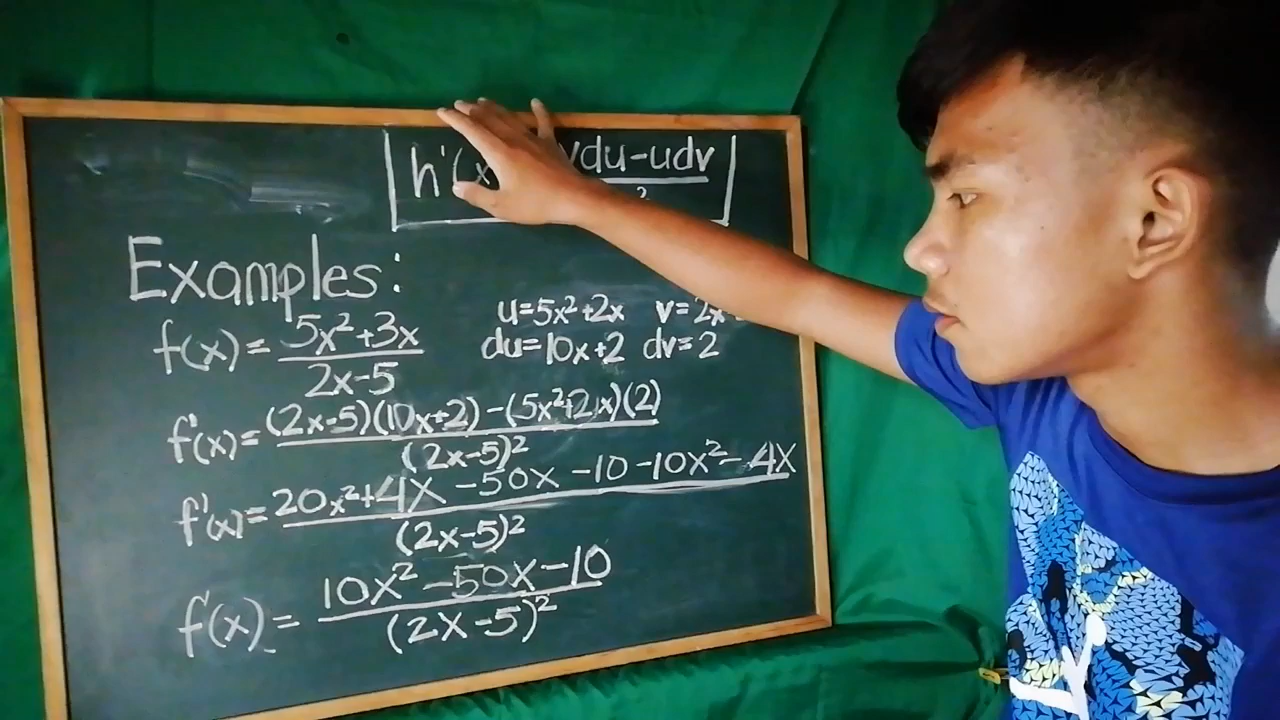 h'(x vdu-udv
2
Examples:
f(x)= 5x²+3x
2x-5
u=5x²+2x v=2x
du=10x+2 dv=2
f'(x)= (2x-5)(10x+2)-(5x²+2x)(2)
(2x-5)²
f'(x)= 20x²+4x-50x-10-10x²-4x
(2x-5)²
f'(x)= 10x²-50x-10
(2x-5)²